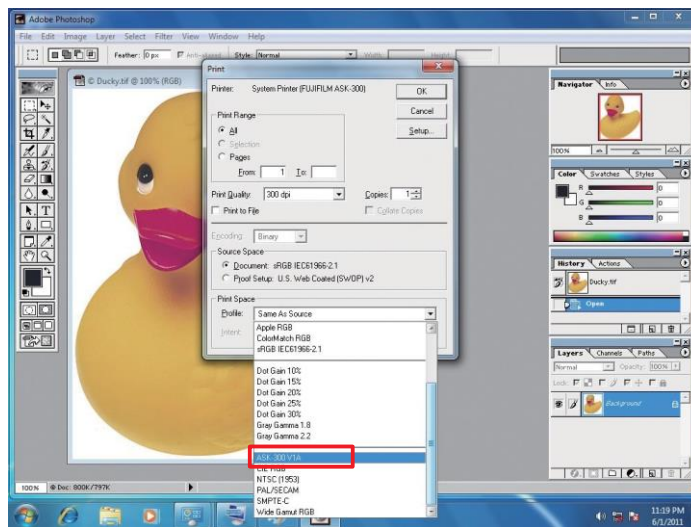 Adobe Photoshop
File Edit Image Layer Select Filter View Window Help
Feather: 0 px Anti-aliased Style: Normal Width: Height:
© Ducky.tif @ 100% (RGB)
Print
Printer: System Printer (FUJIFILM ASK-300)
OK
Cancel
Setup...
Print Range
All
Selection
Pages
From: 1 To:
Print Quality: 300 dpi Copies: 1
Print to File Collate Copies
Encoding: Binary
Source Space
Document: sRGB IEC61966-2.1
Proof Setup: U.S. Web Coated (SWOP) v2
Print Space
Profile: Same As Source
Intent:
Apple RGB
ColorMatch RGB
sRGB IEC61966-2.1
Dot Gain 10%
Dot Gain 15%
Dot Gain 20%
Dot Gain 25%
Dot Gain 30%
Gray Gamma 1.8
Gray Gamma 2.2
ASK-300 V1A
CIE RGB
NTSC (1953)
PAL/SECAM
SMPTE-C
Wide Gamut RGB
Navigator Info
100%
Color Swatches Styles
R 0
G 0
B 0
History Actions
Ducky.tif
Open
Layers Channels Paths
Normal Opacity: 100%
Lock:
Background
100% Doc: 800K/797K
11:19 PM
6/1/2011